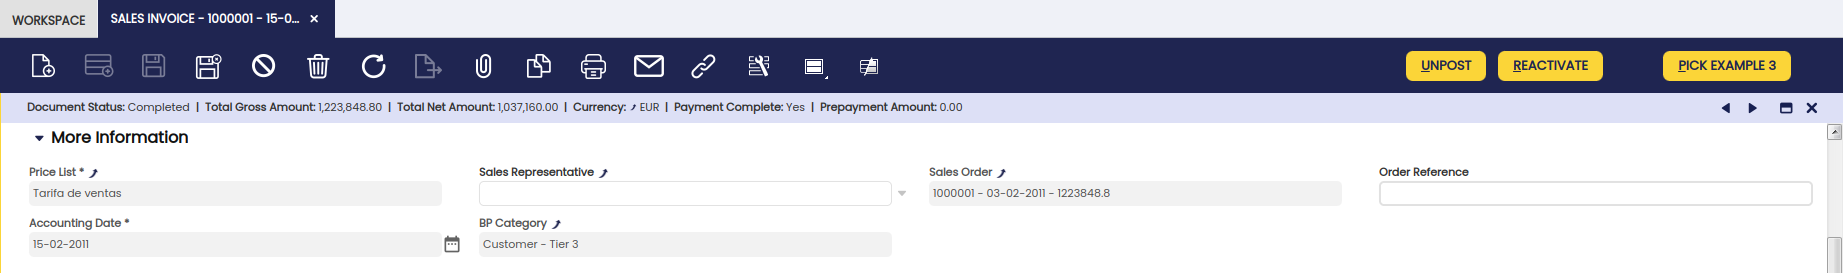 WORKSPACE SALES INVOICE - 1000001 - 15-0...
UNPOST REACTIVATE PICK EXAMPLE 3
Document Status: Completed | Total Gross Amount: 1,223,848.80 | Total Net Amount: 1,037,160.00 | Currency: EUR | Payment Complete: Yes | Prepayment Amount: 0.00
More Information
Price List * Sales Representative Sales Order Order Reference
Tarifa de ventas 1000001 - 03-02-2011 - 1223848.8
Accounting Date * BP Category
15-02-2011 Customer - Tier 3